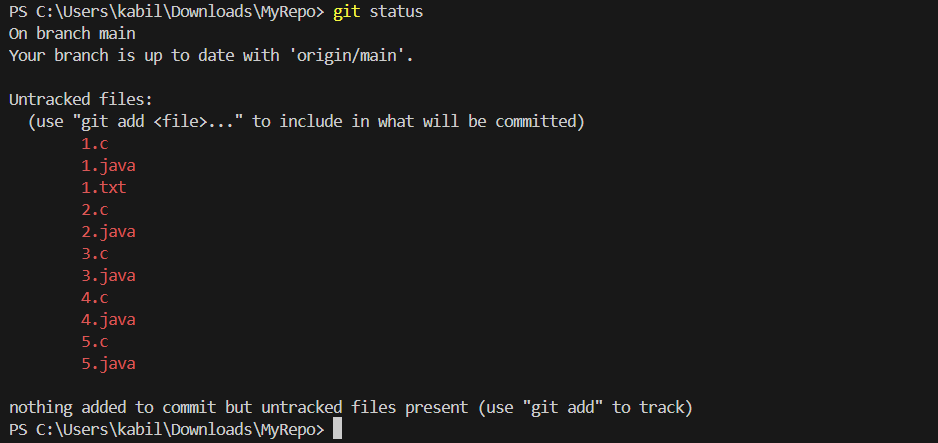 PS C:\Users\kabil\Downloads\MyRepo> git status
On branch main
Your branch is up to date with 'origin/main'.
Untracked files:
(use "git add <file>..." to include in what will be committed)
1.c
1.java
1.txt
2.c
2.java
3.c
3.java
4.c
4.java
5.c
5.java
nothing added to commit but untracked files present (use "git add" to track)
PS C:\Users\kabil\Downloads\MyRepo>